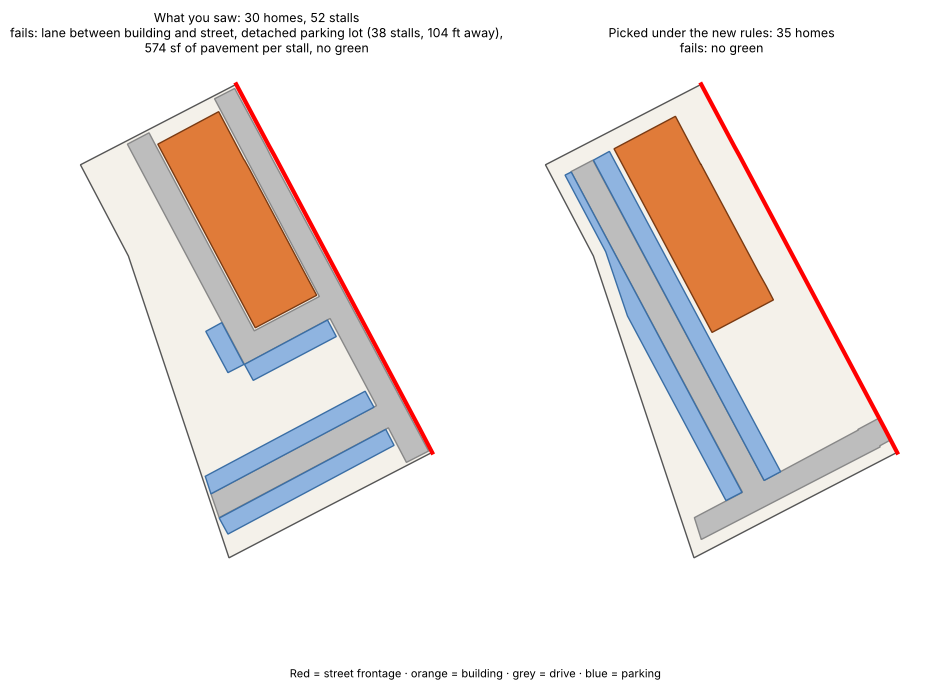 What you saw: 30 homes, 52 stalls
fails: lane between building and street, detached parking lot (38 stalls, 104 ft away),
574 sf of pavement per stall, no green
Picked under the new rules: 35 homes
fails: no green
Red = street frontage · orange = building · grey = drive · blue = parking